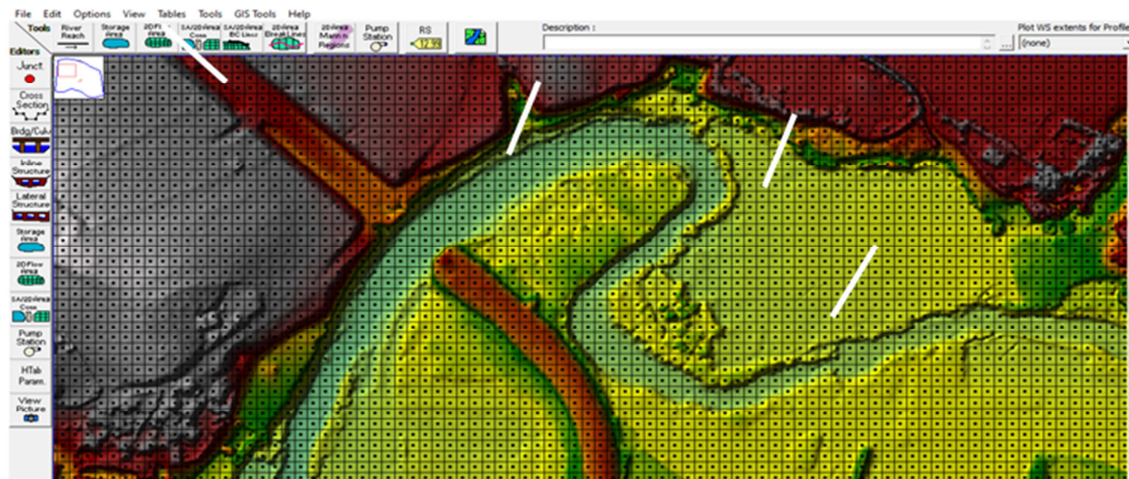 File Edit Options View Tables Tools GIS Tools Help
Tools
River
Reach
Storage
Area
SA/2D Area
Conn
SA/2D Area
BC Lines
2D Area
Break Lines
2D Area
Mann n
Regions
Pump
Station
RS
Description :
...
Plot WS extents for Profile
(none)
Editors
Junct.
Cross
Section
Brdg/Culv
Inline
Structure
Lateral
Structure
Storage
Area
2D Flow
Area
SA/2D Area
Conn
Pump
Station
HTab
Param.
View
Picture